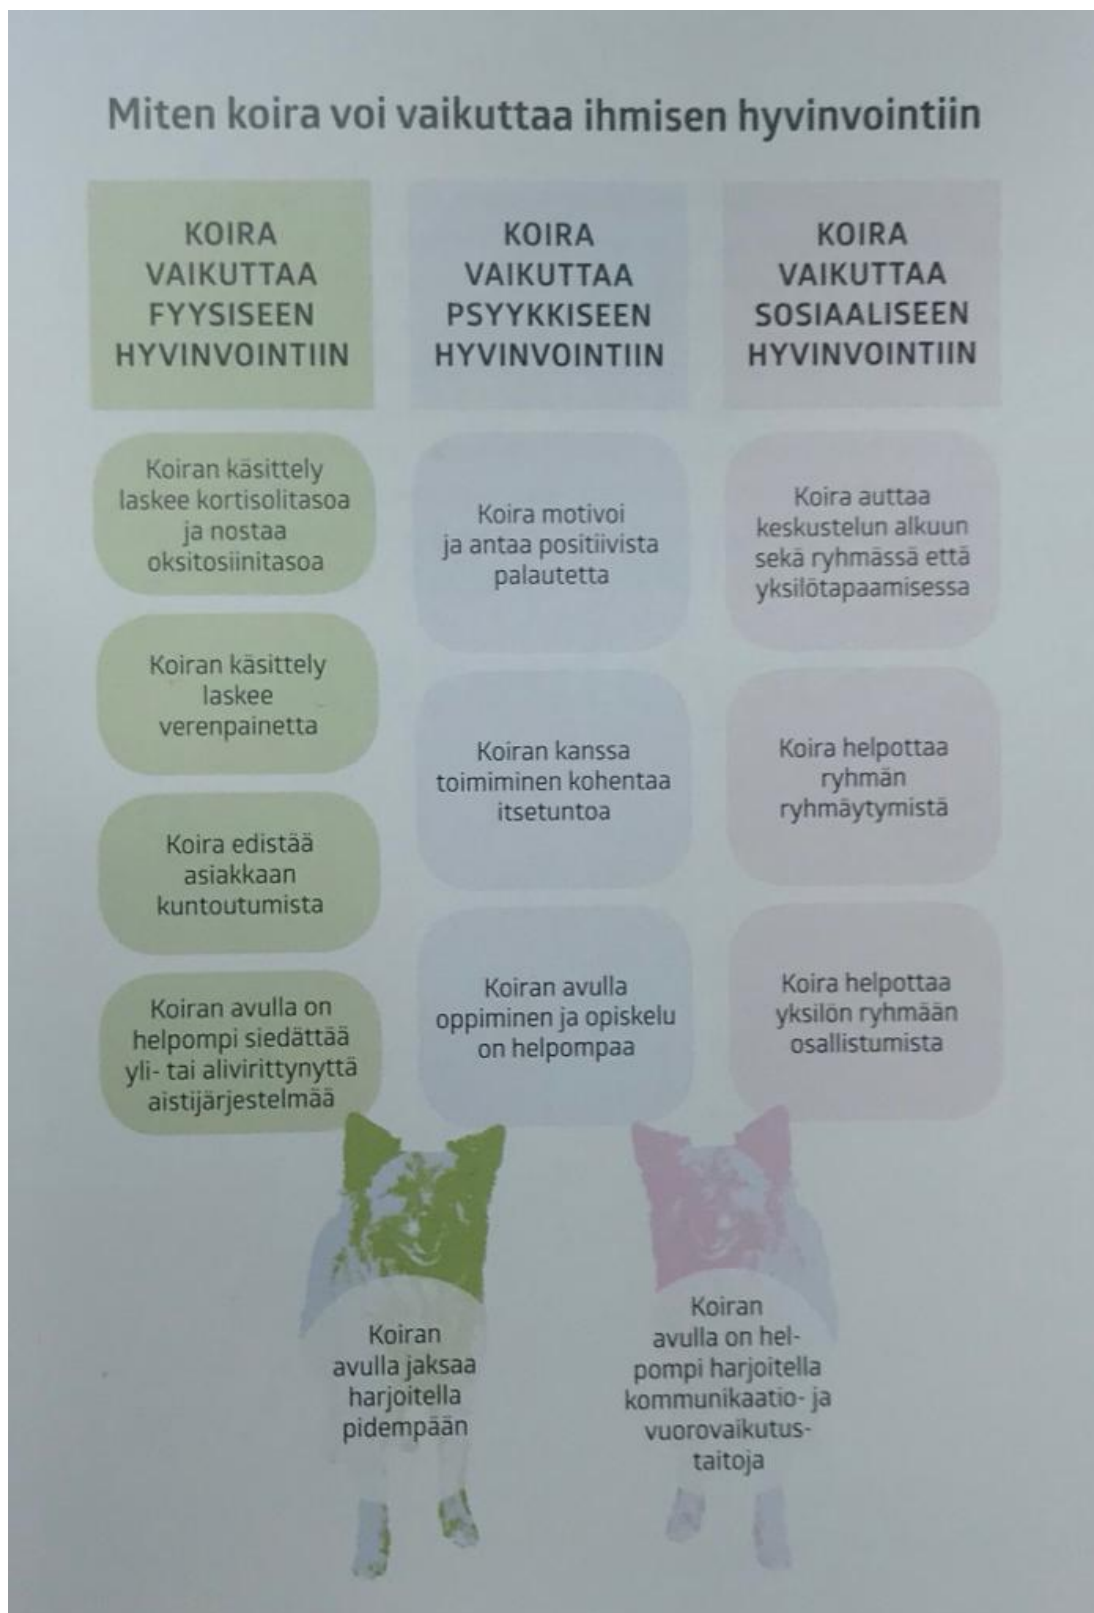 Miten koira voi vaikuttaa ihmisen hyvinvointiin
KOIRA
VAIKUTTAA
FYYSISEEN
HYVINVOINTIIN
Koiran käsittely
laskee kortisolitasoa
ja nostaa
oksitosiinitasoa
Koiran käsittely
laskee
verenpainetta
Koira edistää
asiakkaan
kuntoutumista
Koiran avulla on
helpompi siedättää
yli- tai alivirittynyttä
aistijärjestelmää
KOIRA
VAIKUTTAA
PSYYKKISEEN
HYVINVOINTIIN
Koira motivoi
ja antaa positiivista
palautetta
Koiran kanssa
toimiminen kohentaa
itsetuntoa
Koiran avulla
oppiminen ja opiskelu
on helpompaa
KOIRA
VAIKUTTAA
SOSIAALISEEN
HYVINVOINTIIN
Koira auttaa
keskustelun alkuun
sekä ryhmässä että
yksilötapaamisessa
Koira helpottaa
ryhmän
ryhmäytymistä
Koira helpottaa
yksilön ryhmään
osallistumista
Koiran
avulla jaksaa
harjoitella
pidempään
Koiran
avulla on hel-
pompi harjoitella
kommunikaatio- ja
vuorovaikutus-
taitoja